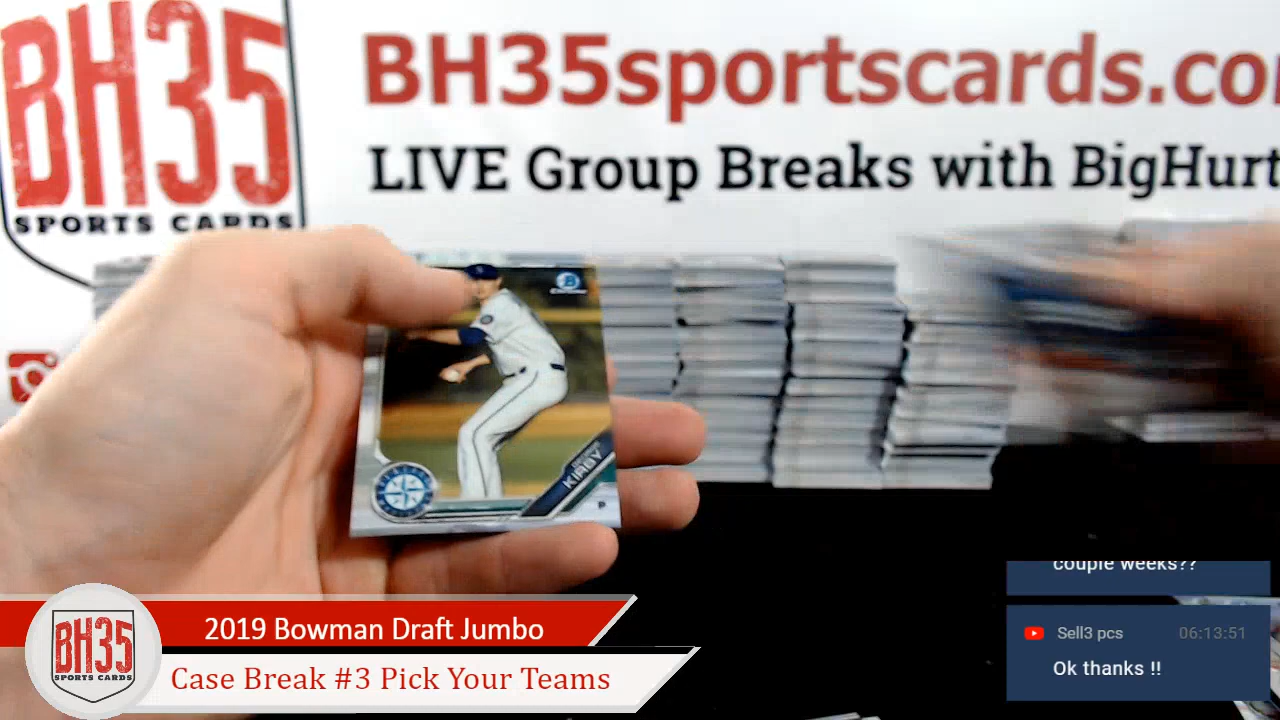 BH35
SPORTS CARDS
BH35sportscards.co
LIVE Group Breaks with BigHurt
KIRBY
P
couple weeks??
Sell3 pcs 06:13:51
Ok thanks !!
2019 Bowman Draft Jumbo
Case Break #3 Pick Your Teams
BH35
SPORTS CARDS